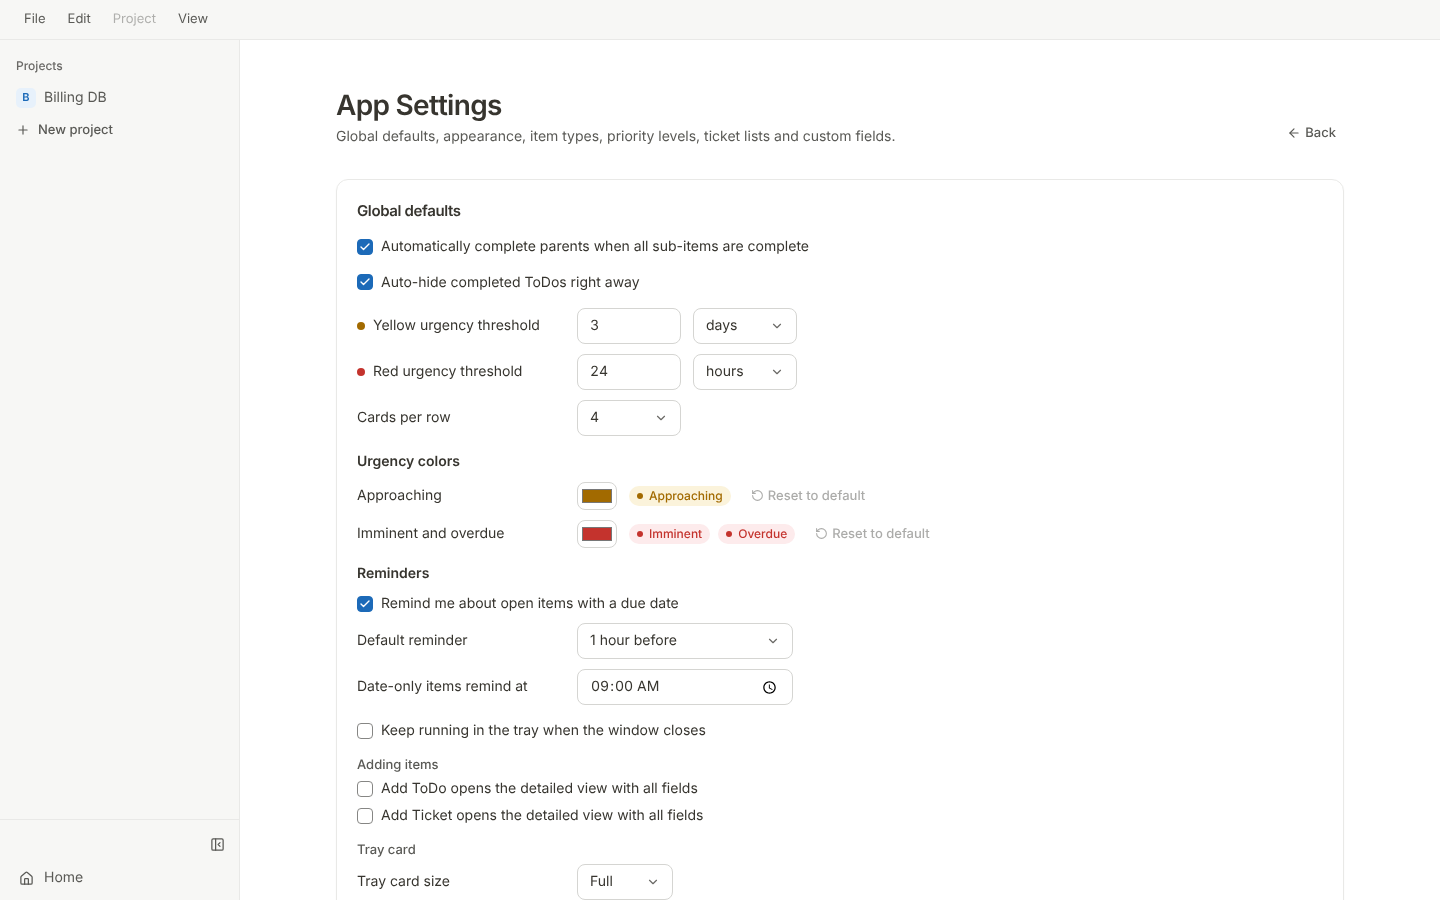 File Edit Project View
Projects
B Billing DB
New project
Home
App Settings
Global defaults, appearance, item types, priority levels, ticket lists and custom fields.
Back
Global defaults
Automatically complete parents when all sub-items are complete
Auto-hide completed ToDos right away
Yellow urgency threshold 3 days
Red urgency threshold 24 hours
Cards per row 4
Urgency colors
Approaching Approaching Reset to default
Imminent and overdue Imminent Overdue Reset to default
Reminders
Remind me about open items with a due date
Default reminder 1 hour before
Date-only items remind at 09:00 AM
Keep running in the tray when the window closes
Adding items
Add ToDo opens the detailed view with all fields
Add Ticket opens the detailed view with all fields
Tray card
Tray card size Full